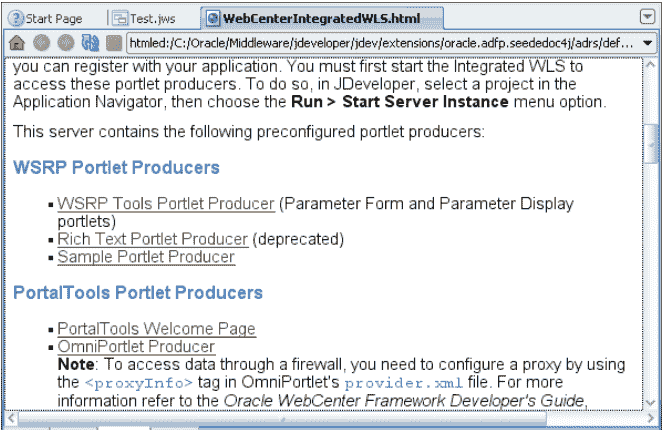 Start Page
Test.jws
WebCenterIntegratedWLS.html
htmled:/C:/Oracle/Middleware/jdeveloper/jdev/extensions/oracle.adfp.seededoc4j/adrs/def...
you can register with your application. You must first start the Integrated WLS to
access these portlet producers. To do so, in JDeveloper, select a project in the
Application Navigator, then choose the Run > Start Server Instance menu option.
This server contains the following preconfigured portlet producers:
WSRP Portlet Producers
WSRP Tools Portlet Producer (Parameter Form and Parameter Display
portlets)
Rich Text Portlet Producer (deprecated)
Sample Portlet Producer
PortalTools Portlet Producers
PortalTools Welcome Page
OmniPortlet Producer
Note: To access data through a firewall, you need to configure a proxy by using
the <proxyInfo> tag in OmniPortlet's provider.xml file. For more
information refer to the Oracle WebCenter Framework Developer's Guide,